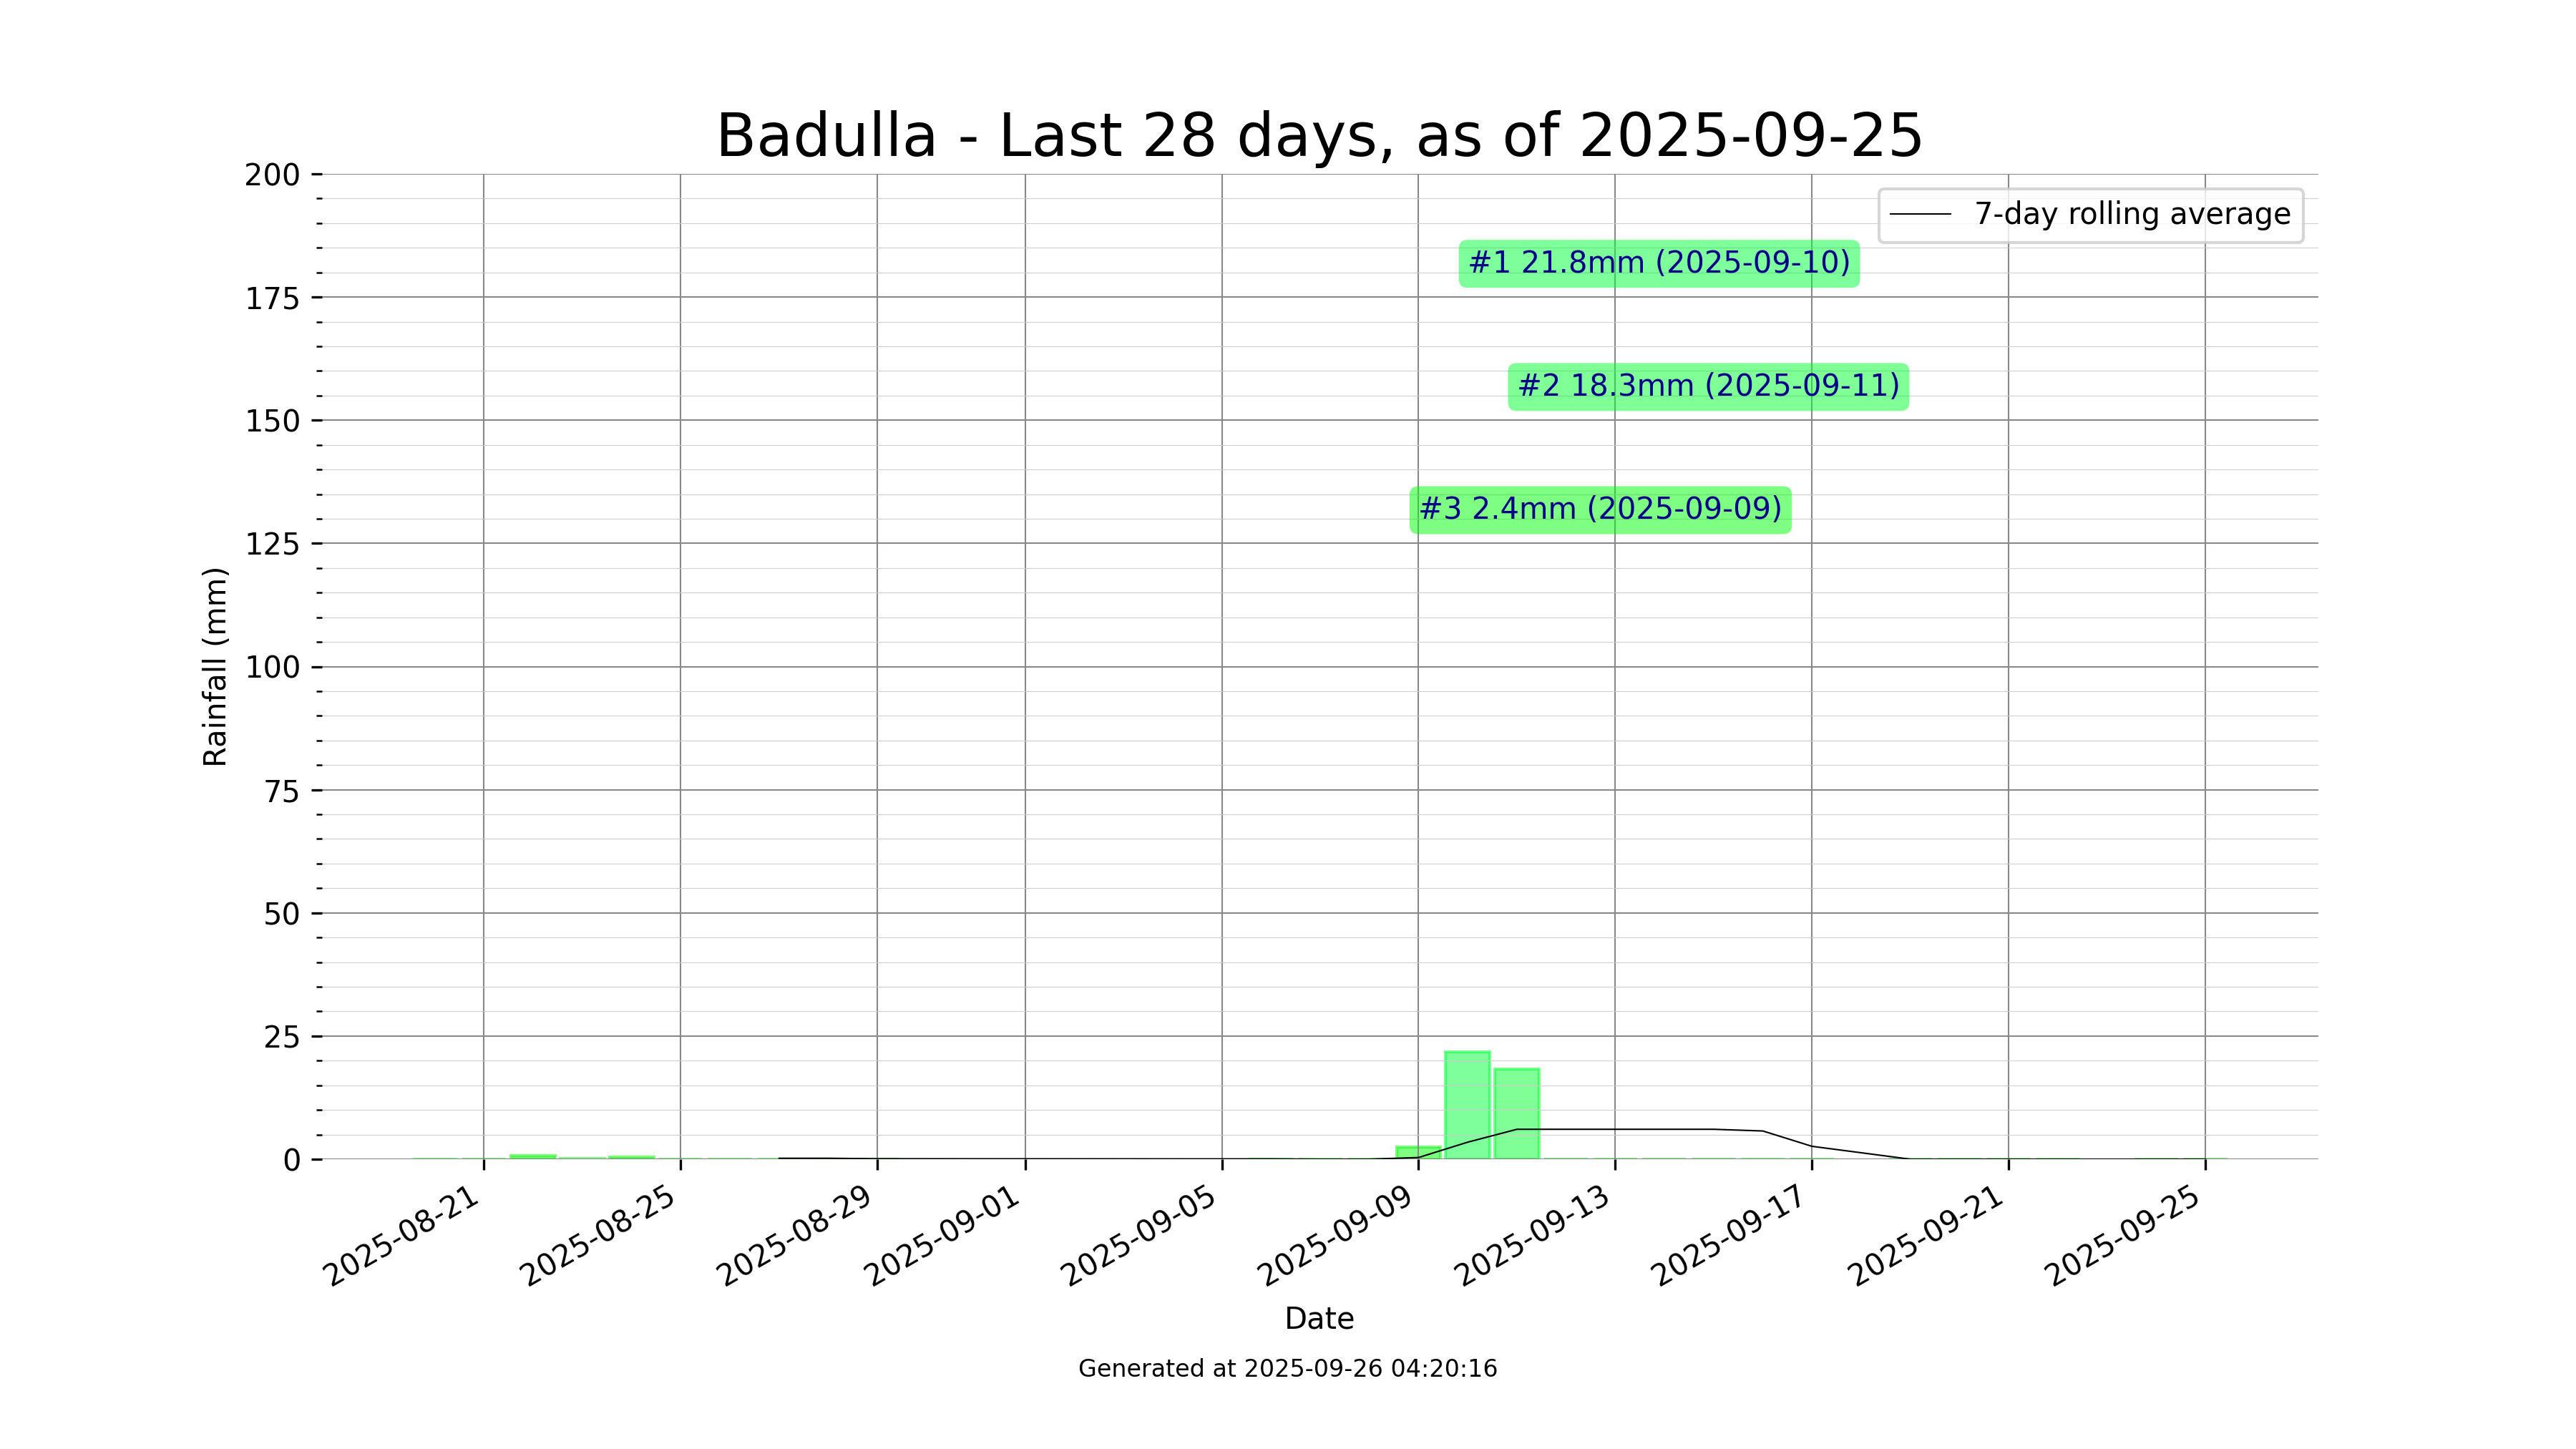 Badulla - Last 28 days, as of 2025-09-25
7-day rolling average
#1 21.8mm (2025-09-10)
#2 18.3mm (2025-09-11)
#3 2.4mm (2025-09-09)
Rainfall (mm)
200
175
150
125
100
75
50
25
0
2025-08-21
2025-08-25
2025-08-29
2025-09-01
2025-09-05
2025-09-09
2025-09-13
2025-09-17
2025-09-21
2025-09-25
Date
Generated at 2025-09-26 04:20:16